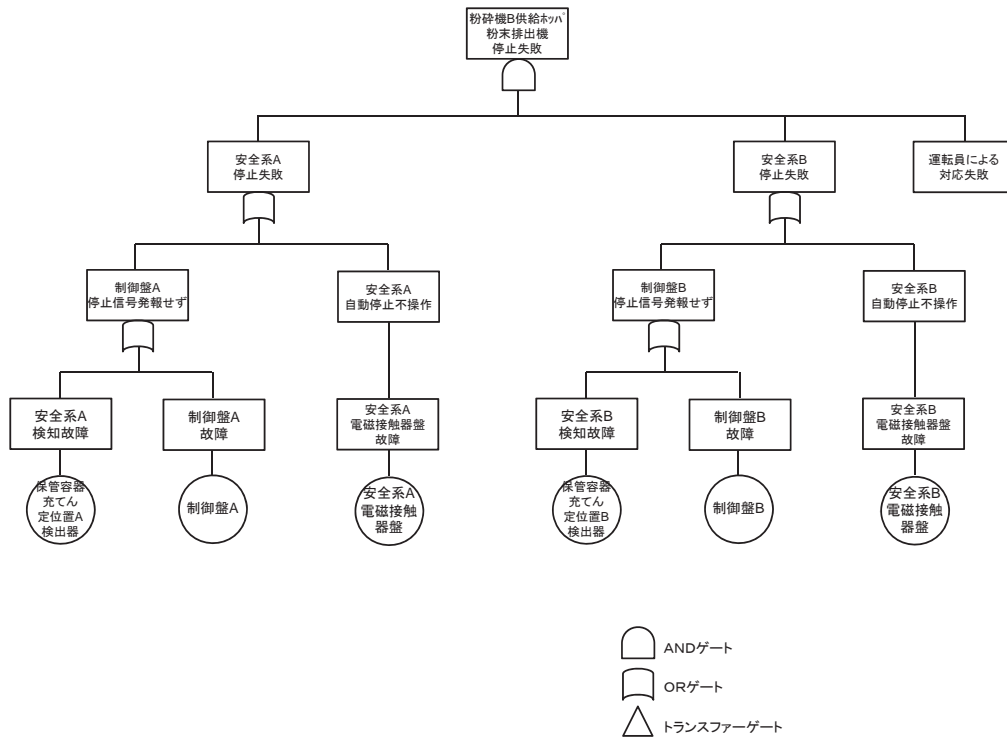 粉砕機B供給ﾎｯﾊﾟ
粉末排出機
停止失敗
安全系A
停止失敗
安全系B
停止失敗
運転員による
対応失敗
制御盤A
停止信号発報せず
安全系A
自動停止不操作
制御盤B
停止信号発報せず
安全系B
自動停止不操作
安全系A
検知故障
制御盤A
故障
安全系A
電磁接触器盤
故障
安全系B
検知故障
制御盤B
故障
安全系B
電磁接触器盤
故障
保管容器
充てん
定位置A
検出器
制御盤A
安全系A
電磁接触
器盤
保管容器
充てん
定位置B
検出器
制御盤B
安全系B
電磁接触
器盤
ANDゲート
ORゲート
トランスファーゲート